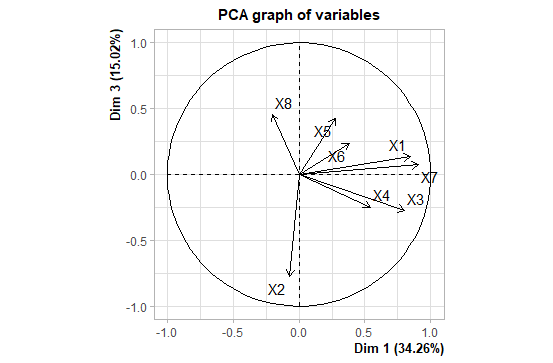 PCA graph of variables
Dim 3 (15.02%)
1.0
0.5
0.0
-0.5
-1.0
X8
X5
X6
X1
X7
X4
X3
X2
-1.0 -0.5 0.0 0.5 1.0
Dim 1 (34.26%)